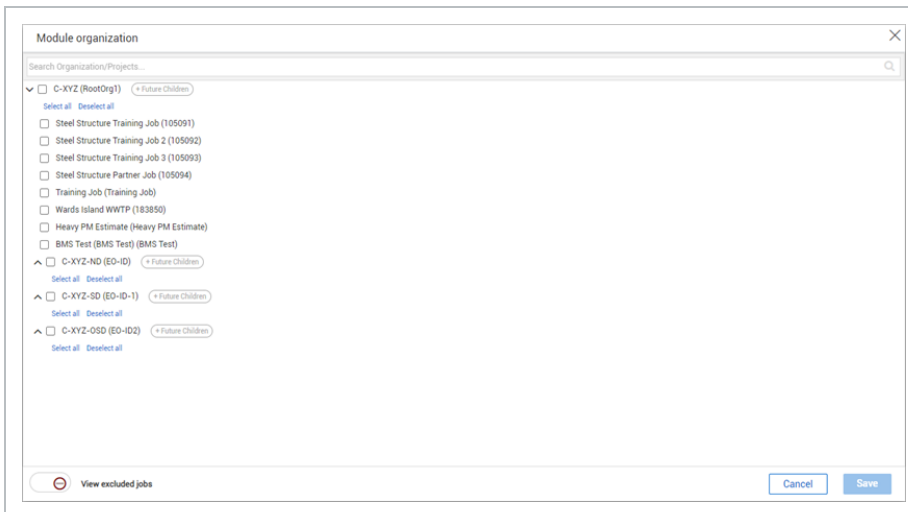 Module organization
Search Organization/Projects...
C-XYZ (RootOrg1) + Future Children
Select all Deselect all
Steel Structure Training Job (105091)
Steel Structure Training Job 2 (105092)
Steel Structure Training Job 3 (105093)
Steel Structure Partner Job (105094)
Training Job (Training Job)
Wards Island WWTP (183850)
Heavy PM Estimate (Heavy PM Estimate)
BMS Test (BMS Test) (BMS Test)
C-XYZ-ND (EO-ID) + Future Children
Select all Deselect all
C-XYZ-SD (EO-ID-1) + Future Children
Select all Deselect all
C-XYZ-OSD (EO-ID2) + Future Children
Select all Deselect all
View excluded jobs Cancel Save